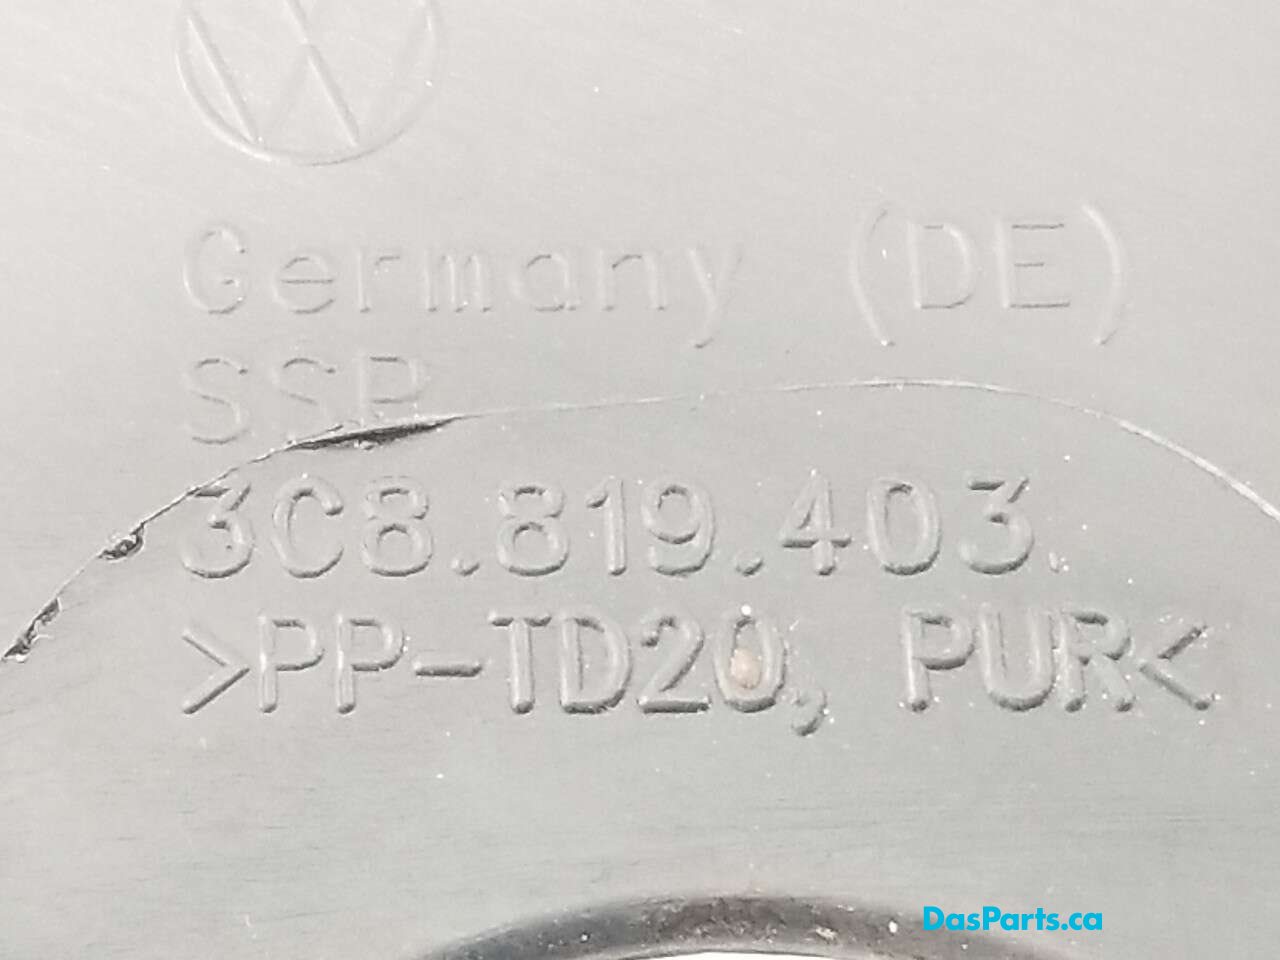 Germany (DE)
SSP
3C8.819.403.
>PP-TD20, PUR<
DasParts.ca